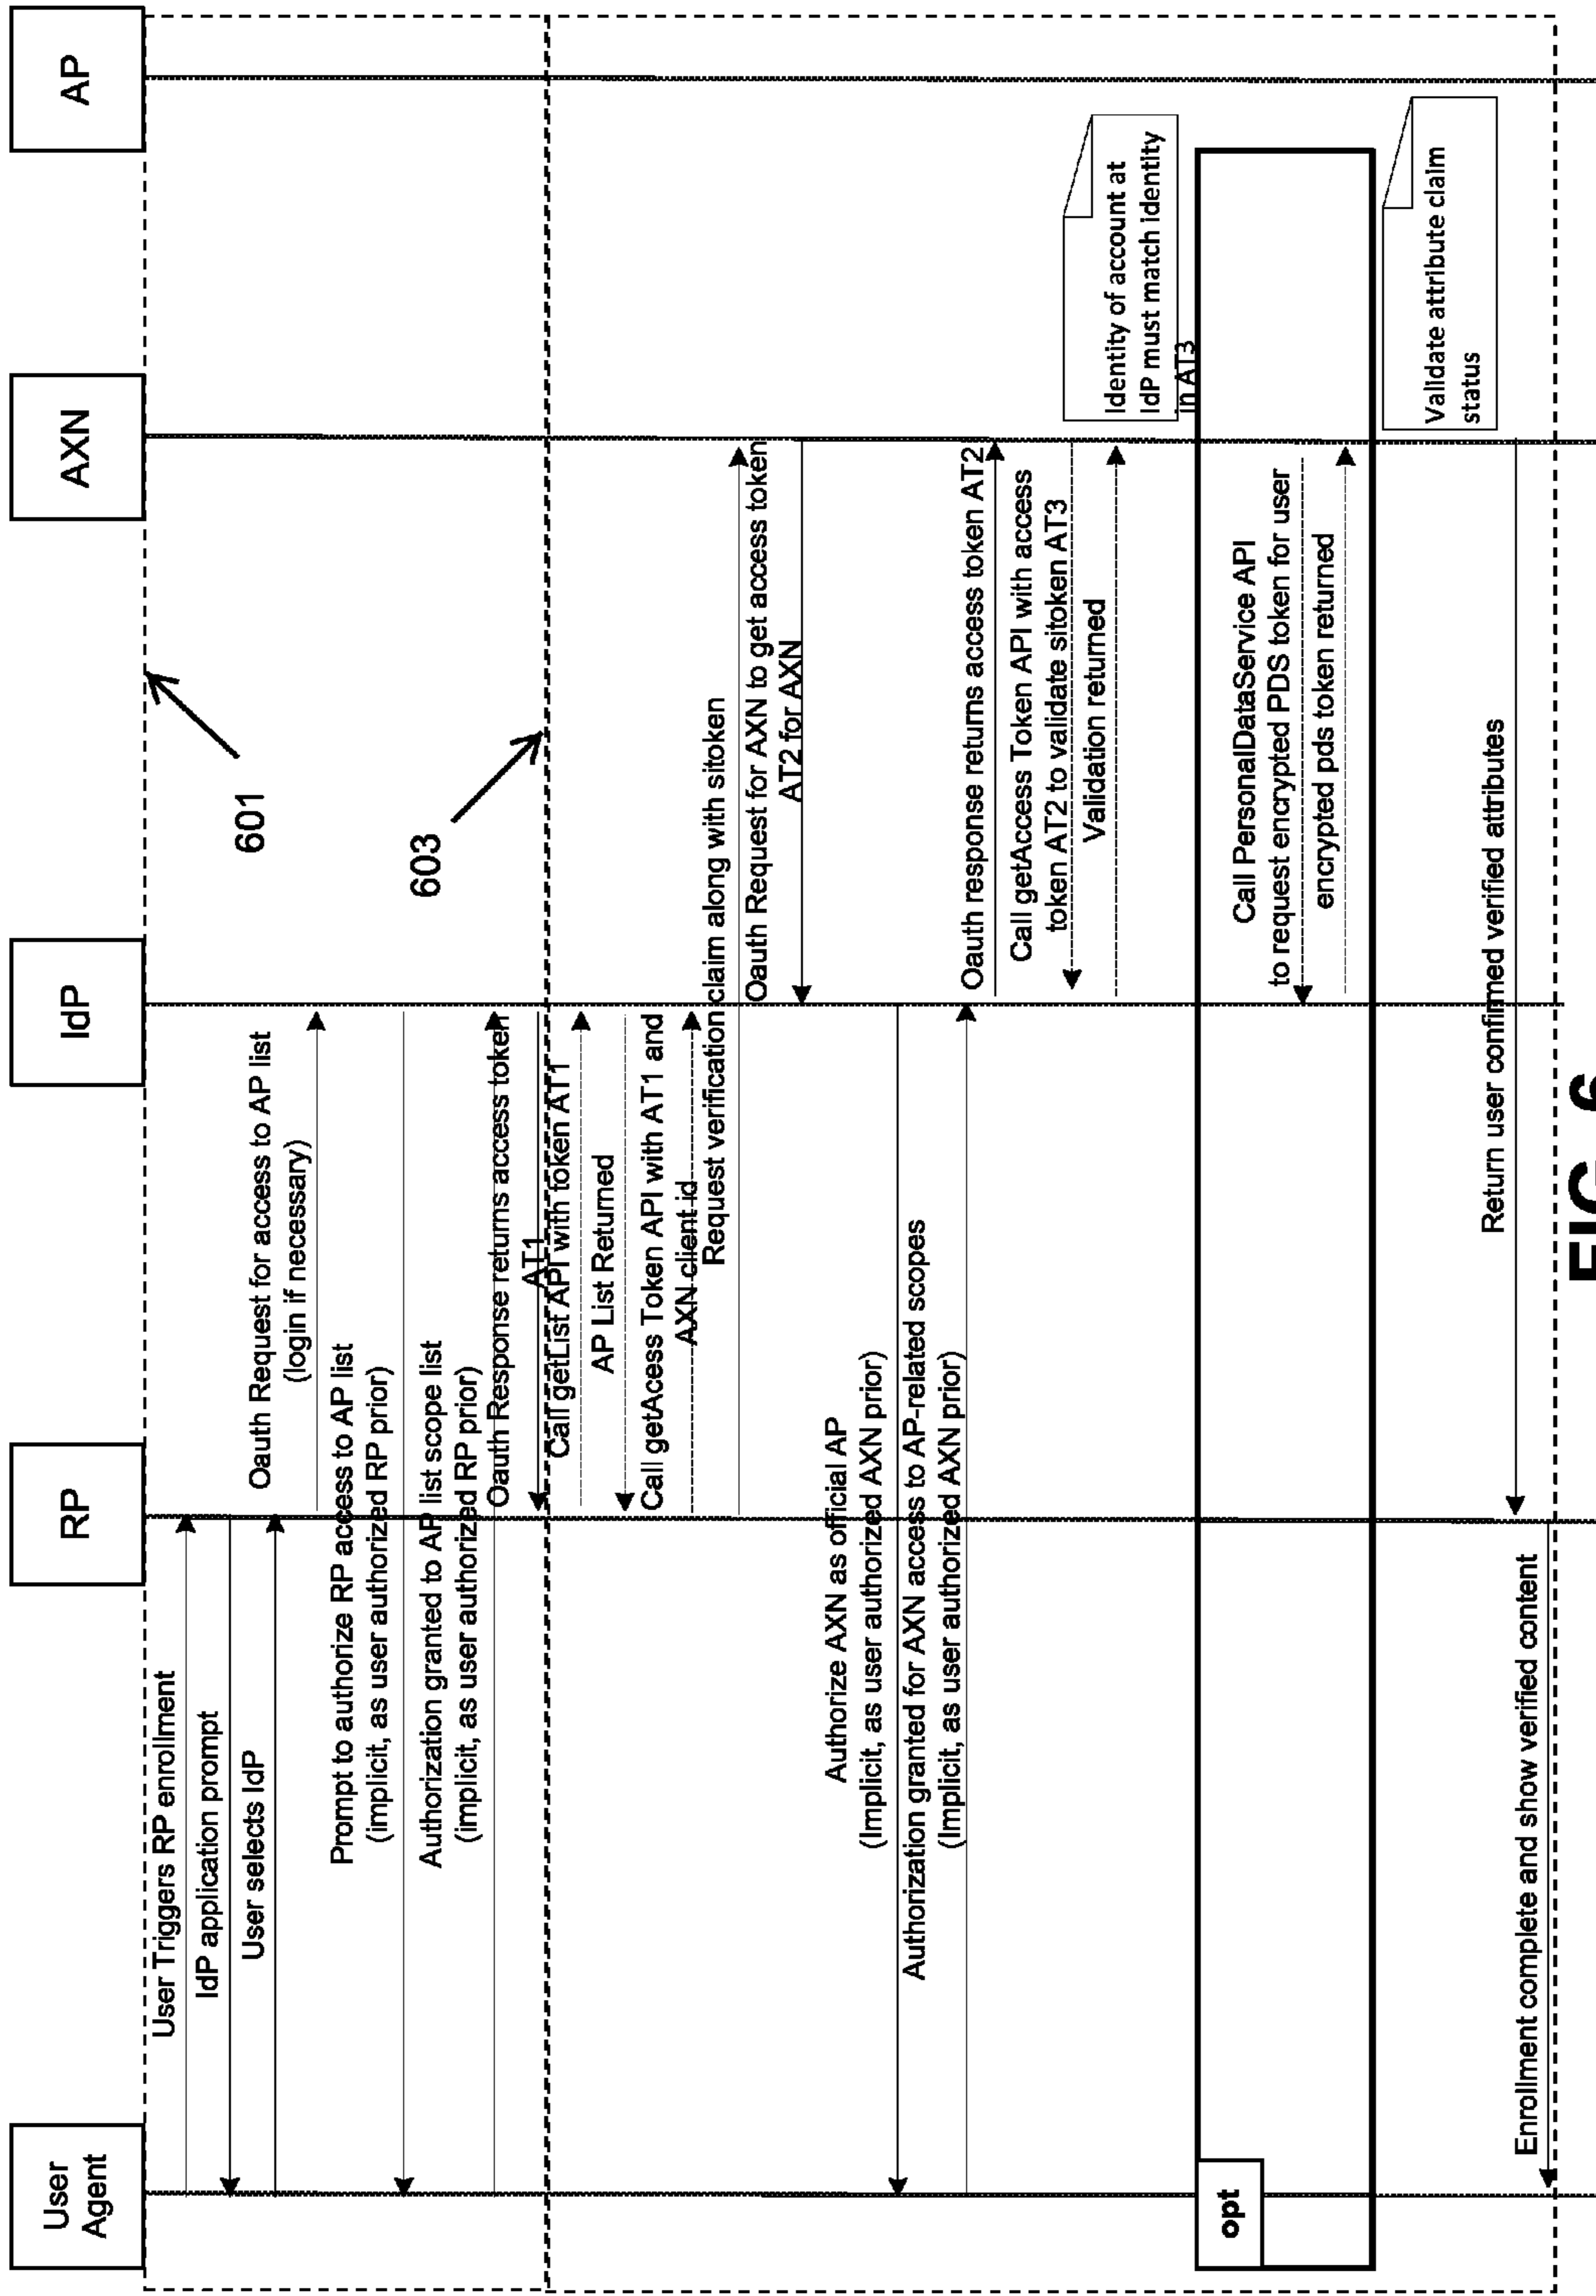 User
Agent
RP
IdP
AXN
AP
601
603
User Triggers RP enrollment
IdP application prompt
User selects IdP
Oauth Request for access to AP list
(login if necessary)
Prompt to authorize RP access to AP list
(implicit, as user authorized RP prior)
Authorization granted to AP list scope list
(implicit, as user authorized RP prior)
Oauth Response returns access token
AT1
Call getList API with token AT1
AP List Returned
Call getAcess Token API with AT1 and
AXN client id
Request verification claim along with sitoken
Oauth Request for AXN to get access token
AT2 for AXN
Authorize AXN as official AP
(Implicit, as user authorized AXN prior)
Authorization granted for AXN access to AP-related scopes
(Implicit, as user authorized AXN prior)
Oauth response returns access token AT2
Call getAccess Token API with access
token AT2 to validate sitoken AT3
Validation returned
Identity of account at
IdP must match identity
in AT3
opt
Call PersonalDataService API
to request encrypted PDS token for user
encrypted pds token returned
Validate attribute claim
status
Return user confirmed verified attributes
Enrollment complete and show verified content
FIG. 6